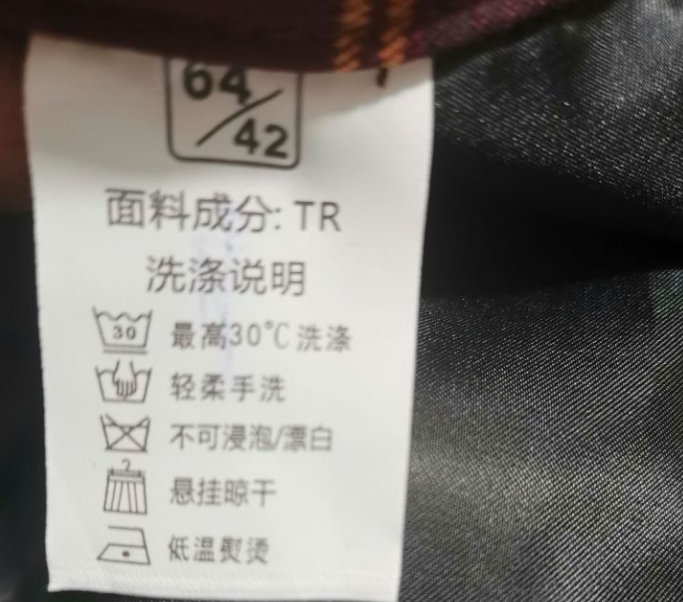 64/42
面料成分: TR
洗涤说明
30 最高30°C洗涤
轻柔手洗
不可浸泡/漂白
悬挂晾干
低温熨烫